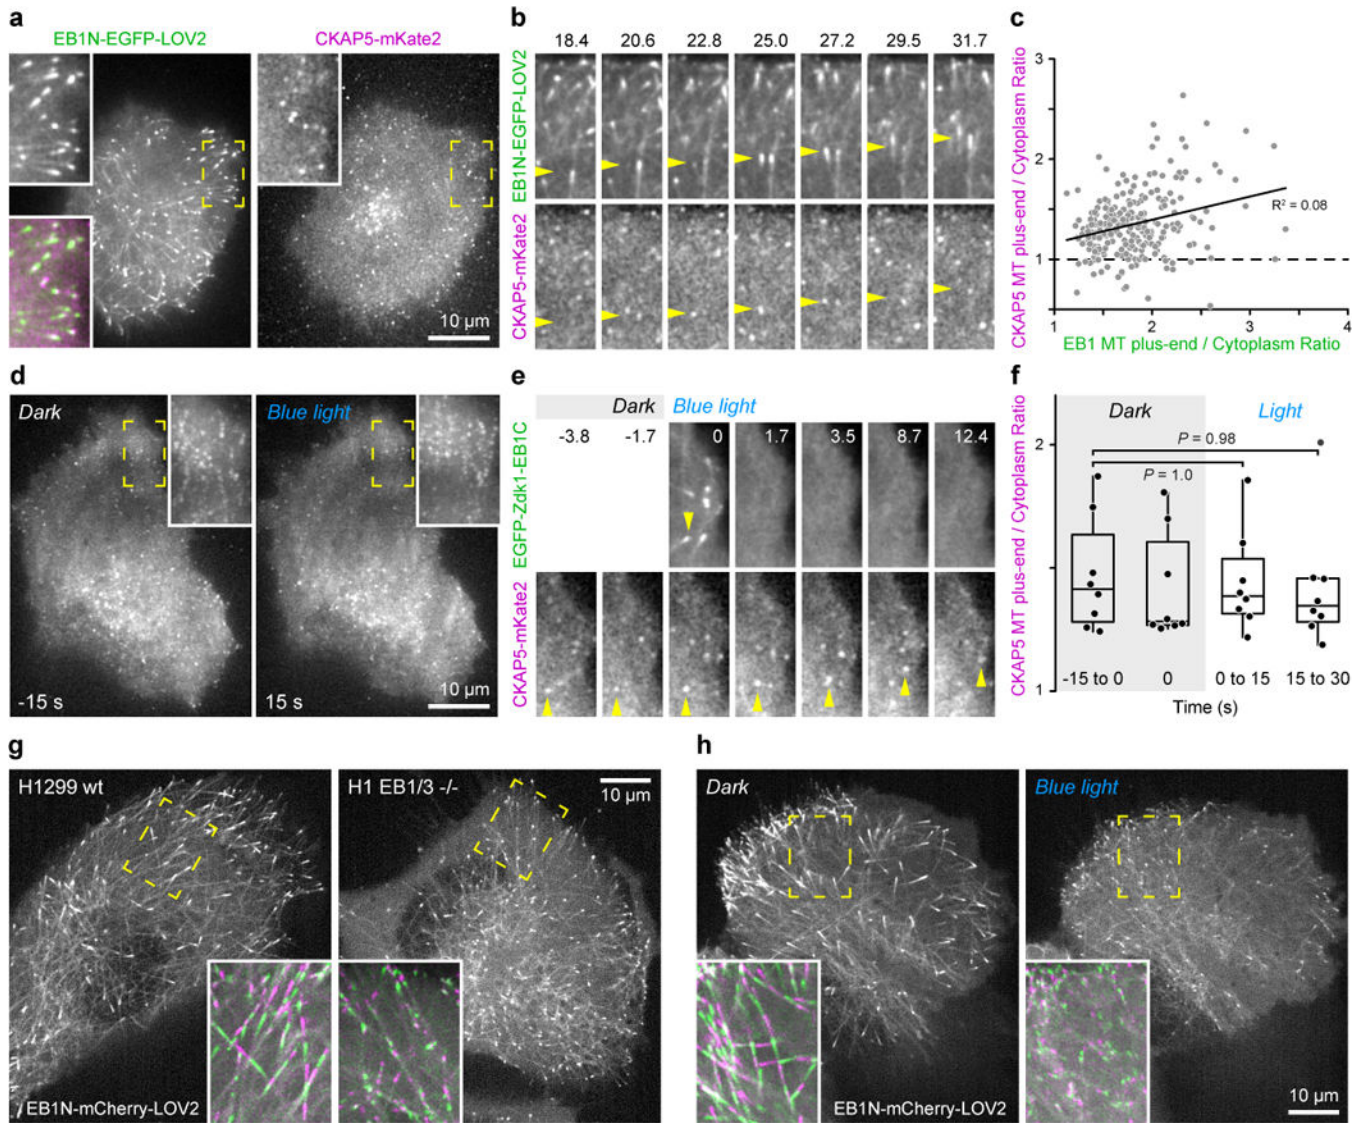 a
EB1N-EGFP-LOV2
CKAP5-mKate2
10 µm
b
18.4 20.6 22.8 25.0 27.2 29.5 31.7
EB1N-EGFP-LOV2
CKAP5-mKate2
c
CKAP5 MT plus-end / Cytoplasm Ratio
3
2
1
R² = 0.08
1 2 3 4
EB1 MT plus-end / Cytoplasm Ratio
d
Dark
Blue light
-15 s
15 s
10 µm
e
Dark
Blue light
-3.8 -1.7 0 1.7 3.5 8.7 12.4
EGFP-Zdk1-EB1C
CKAP5-mKate2
f
CKAP5 MT plus-end / Cytoplasm Ratio
Dark
Light
2
1
P = 0.98
P = 1.0
-15 to 0 0 0 to 15 15 to 30
Time (s)
g
H1299 wt
H1 EB1/3 -/-
10 µm
EB1N-mCherry-LOV2
h
Dark
Blue light
EB1N-mCherry-LOV2
10 µm